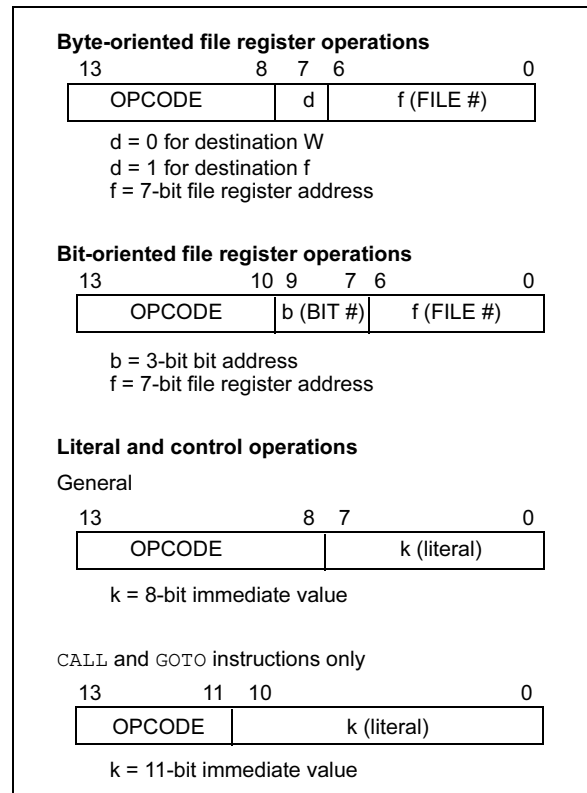 Byte-oriented file register operations
13 8 7 6 0
OPCODE d f (FILE #)
d = 0 for destination W
d = 1 for destination f
f = 7-bit file register address
Bit-oriented file register operations
13 10 9 7 6 0
OPCODE b (BIT #) f (FILE #)
b = 3-bit bit address
f = 7-bit file register address
Literal and control operations
General
13 8 7 0
OPCODE k (literal)
k = 8-bit immediate value
CALL and GOTO instructions only
13 11 10 0
OPCODE k (literal)
k = 11-bit immediate value